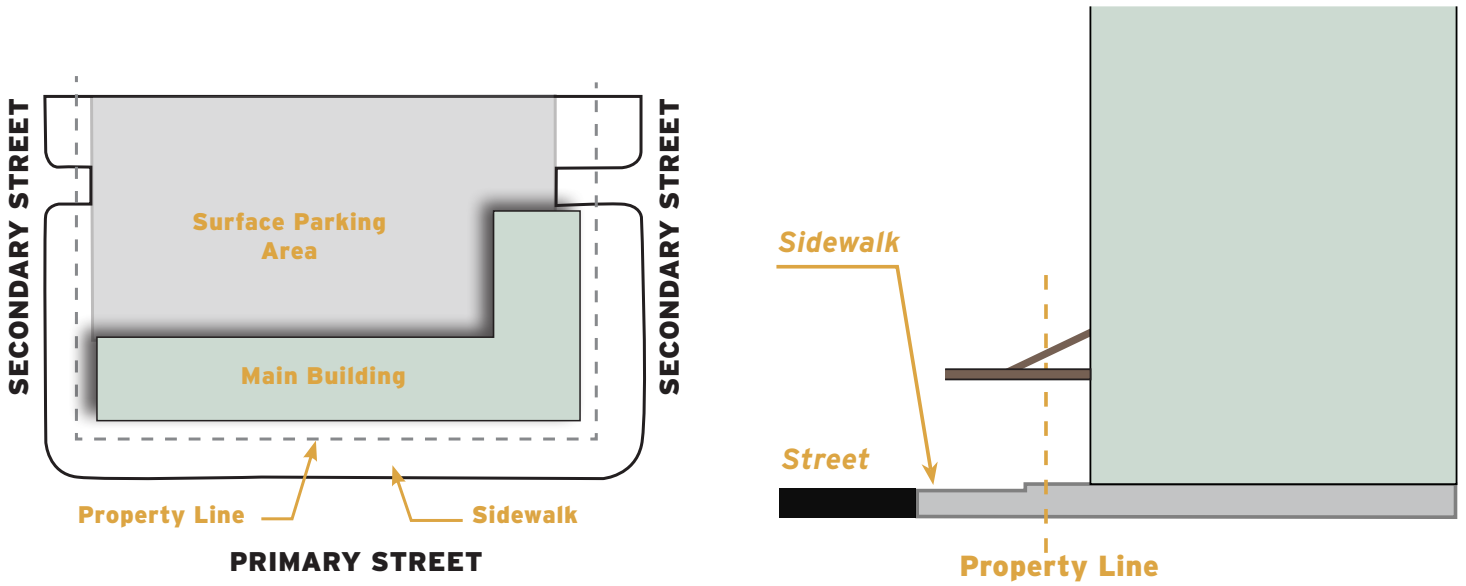 SECONDARY STREET
Surface Parking
Area
Main Building
SECONDARY STREET
Property Line
Sidewalk
PRIMARY STREET
Sidewalk
Street
Property Line